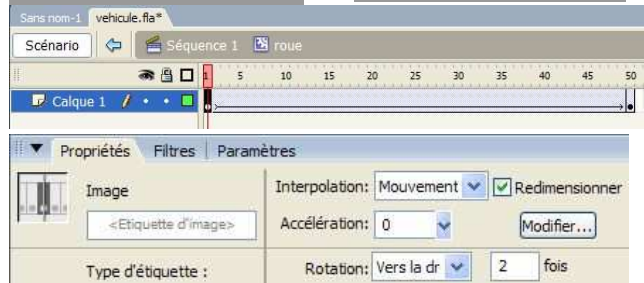 Sans nom-1 vehicule.fla*
Scénario Séquence 1 roue
1 5 10 15 20 25 30 35 40 45 50
Calque 1
Propriétés Filtres Paramètres
Image Interpolation: Mouvement Redimensionner
<Etiquette d'image> Accélération: 0 Modifier...
Type d'étiquette : Rotation: Vers la dr 2 fois